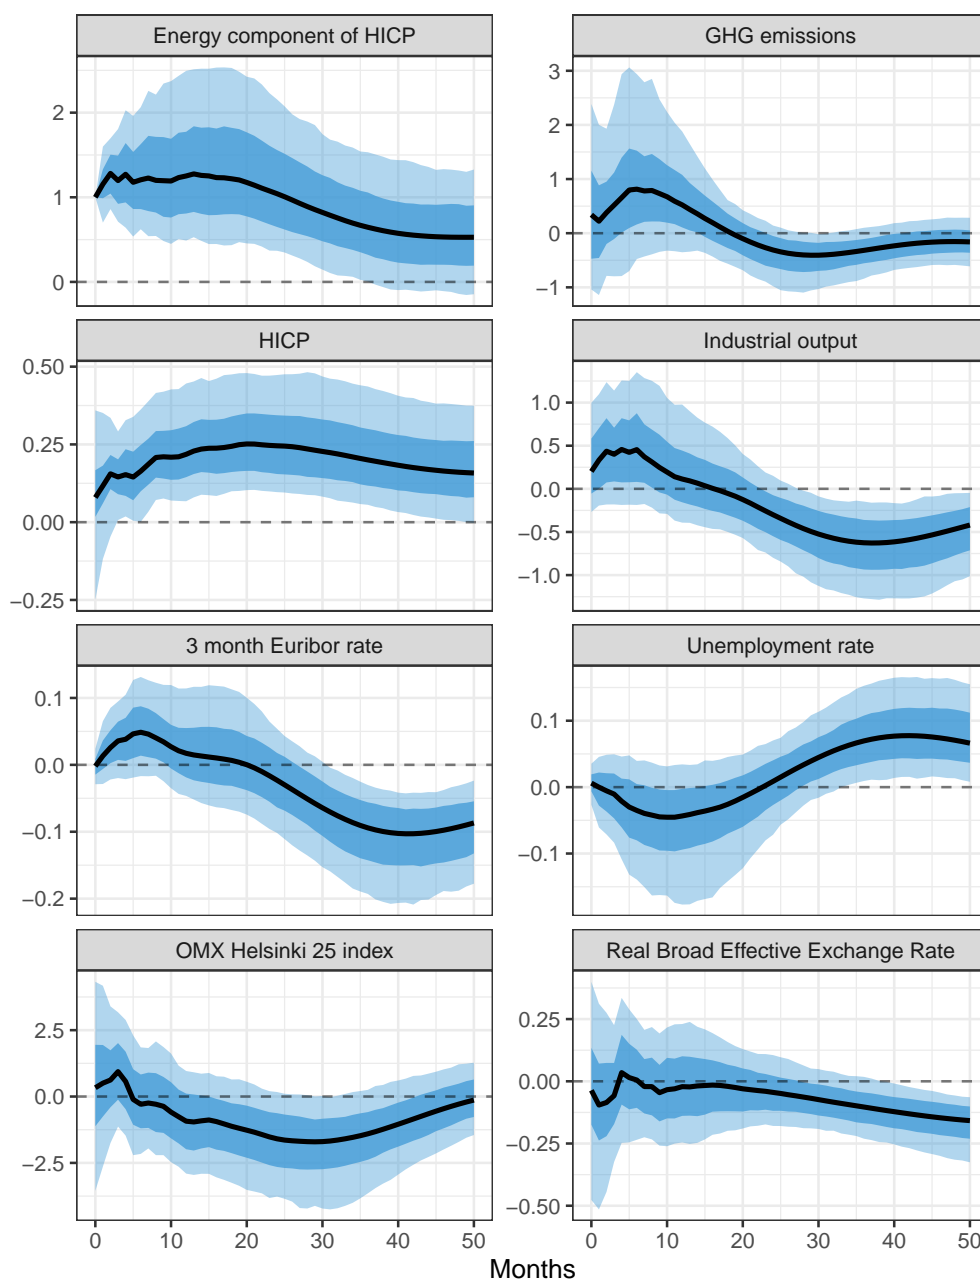 Energy component of HICP
GHG emissions
2
1
0
3
2
1
0
−1
HICP
Industrial output
0.50
0.25
0.00
−0.25
1.0
0.5
0.0
−0.5
−1.0
3 month Euribor rate
Unemployment rate
0.1
0.0
−0.1
−0.2
0.1
0.0
−0.1
OMX Helsinki 25 index
Real Broad Effective Exchange Rate
2.5
0.0
−2.5
0.25
0.00
−0.25
−0.50
0 10 20 30 40 50
0 10 20 30 40 50
Months